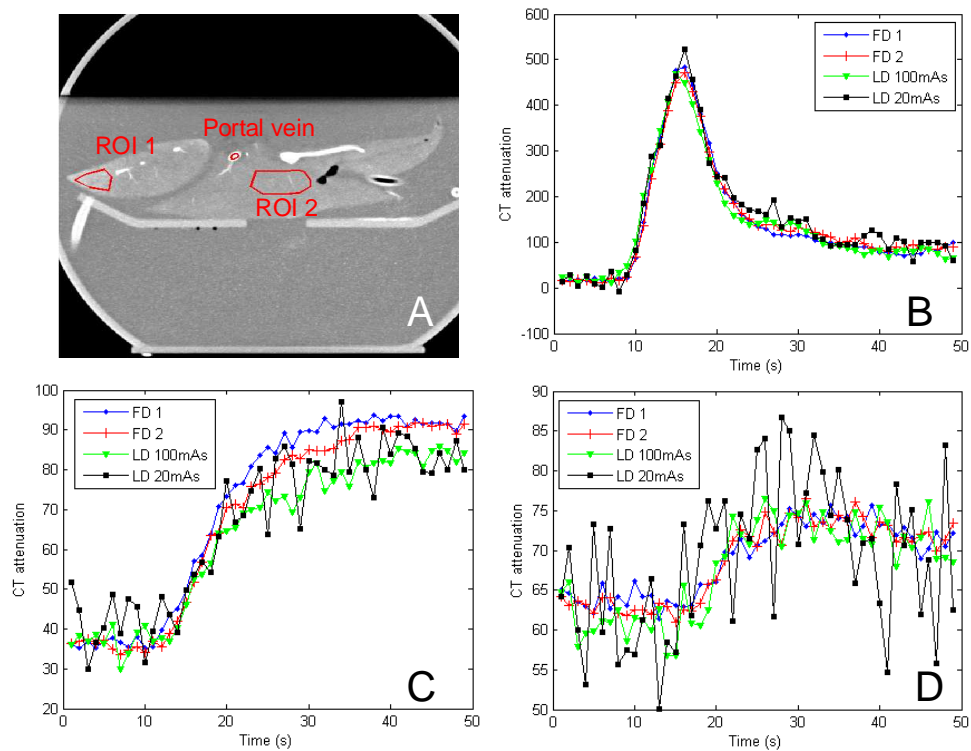 ROI 1
Portal vein
ROI 2
A
600
500
400
300
200
100
0
-100
CT attenuation
FD 1
FD 2
LD 100mAs
LD 20mAs
B
0
10
20
30
40
50
Time (s)
100
90
80
70
60
50
40
30
20
CT attenuation
FD 1
FD 2
LD 100mAs
LD 20mAs
C
0
10
20
30
40
50
Time (s)
90
85
80
75
70
65
60
55
50
CT attenuation
FD 1
FD 2
LD 100mAs
LD 20mAs
D
0
10
20
30
40
50
Time (s)